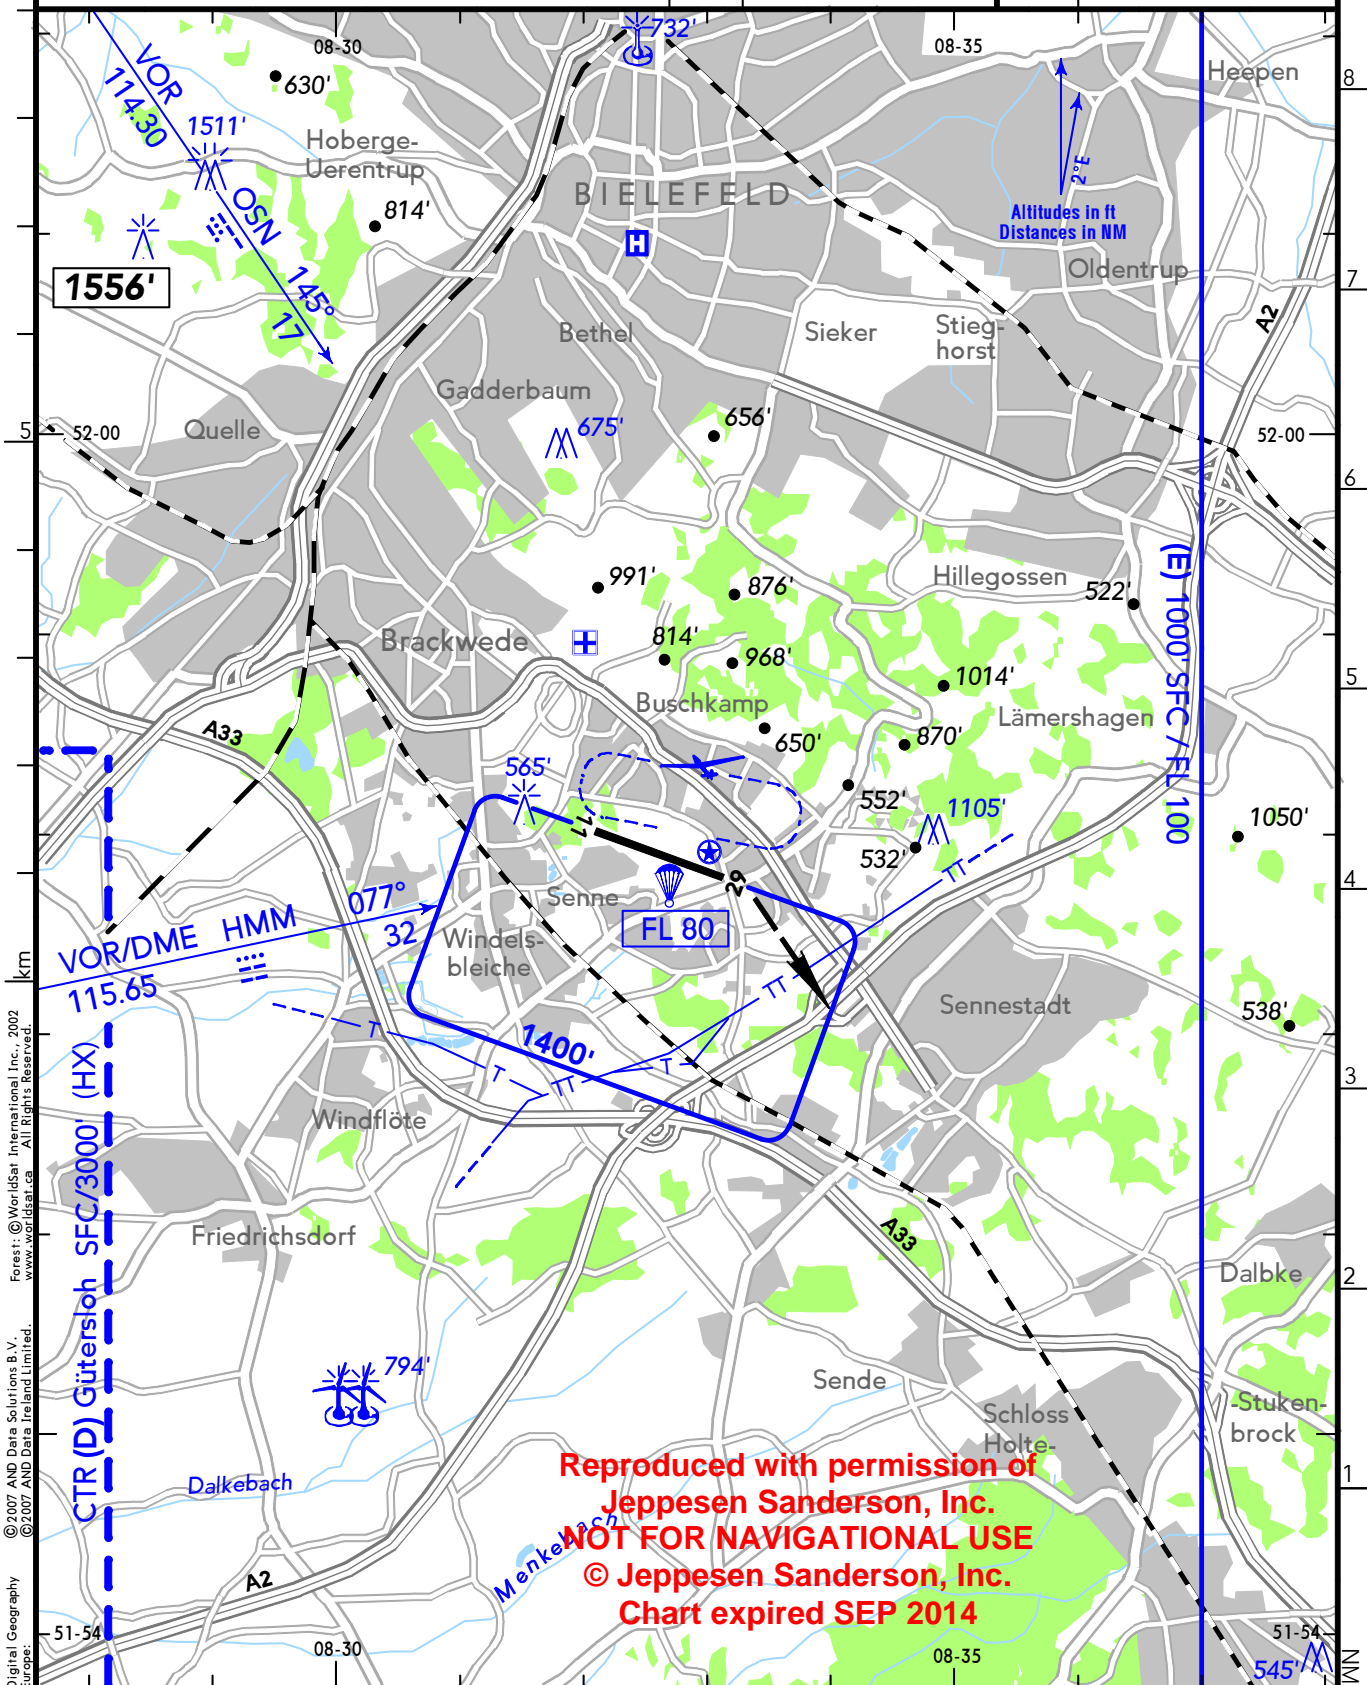 08-30
732'
08-35
Heepen
8
VOR
114.30
630'
1511'
Hoberge-
Uerentrup
2°E
BIELEFELD
OSN
814'
Altitudes in ft
Distances in NM
H
Oldentrup
1556'
145°
17
7
A2
Bethel
Sieker
Stieg-
horst
Gadderbaum
656'
675'
Quelle
5
52-00
52-00
6
991'
876'
Hillegossen
522'
(E) 1000' SFC / FL 100
Brackwede
814'
968'
1014'
5
Buschkamp
Lämershagen
A33
650'
870'
565'
552'
1105'
1050'
11
532'
TT
29
4
Senne
077°
32
VOR/DME HMM
115.65
FL 80
Windels-
bleiche
km
TT
Sennestadt
538'
T
1400'
T
T
TT
3
Windflöte
CTR (D) Gütersloh SFC/3000' (HX)
Friedrichsdorf
A33
Dalbke
2
794'
Sende
Schloss
Holte-
-Stuken-
brock
Dalkebach
Menkebach
1
Reproduced with permission of
Jeppesen Sanderson, Inc.
NOT FOR NAVIGATIONAL USE
© Jeppesen Sanderson, Inc.
Chart expired SEP 2014
A2
51-54
08-30
08-35
51-54
545'
NM
Forest: ©WorldSat International Inc., 2002
www.worldsat.ca All Rights Reserved.
©2007 AND Data Solutions B.V.
©2007 AND Data Ireland Limited.
Digital Geography
Europe: